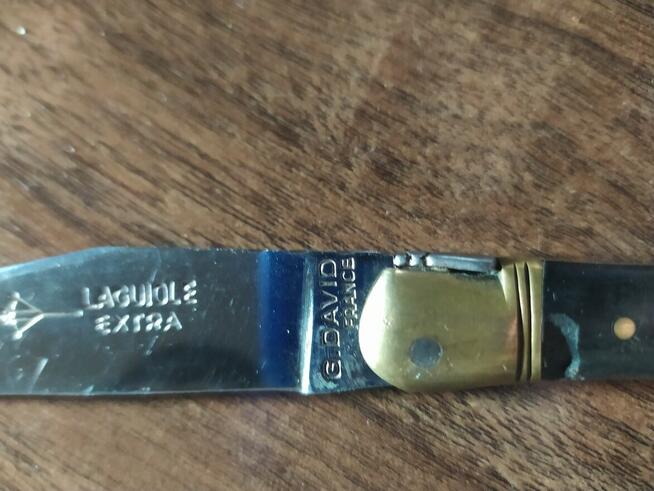 LAGUIOLE
EXTRA
G. DAVID
FRANCE